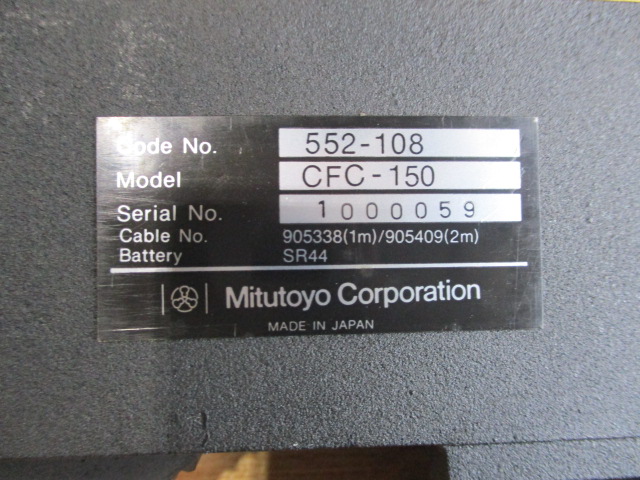 Code No. 552-108
Model CFC-150
Serial No. 1000059
Cable No. 905338(1m)/905409(2m)
Battery SR44
Mitutoyo Corporation
MADE IN JAPAN